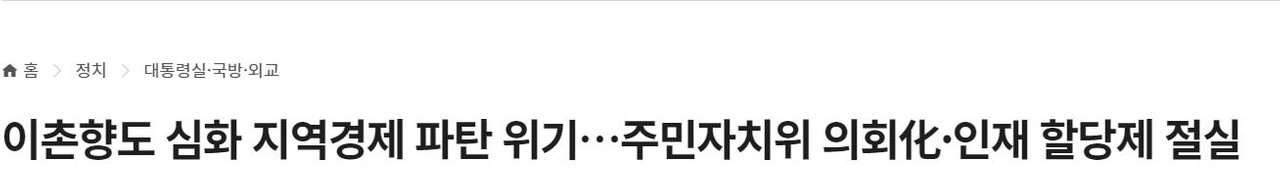 홈 > 정치 > 대통령실·국방·외교
이촌향도 심화 지역경제 파탄 위기…주민자치위 의회化·인재 할당제 절실